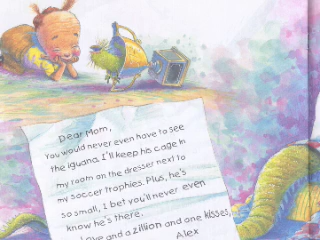 Dear Mom,
You would never even have to see
the iguana. I'll keep his cage in
my room on the dresser next to
my soccer trophies. Plus, he's
so small, I bet you'll never even
know he's there.
Love and a zillion and one kisses,
Alex